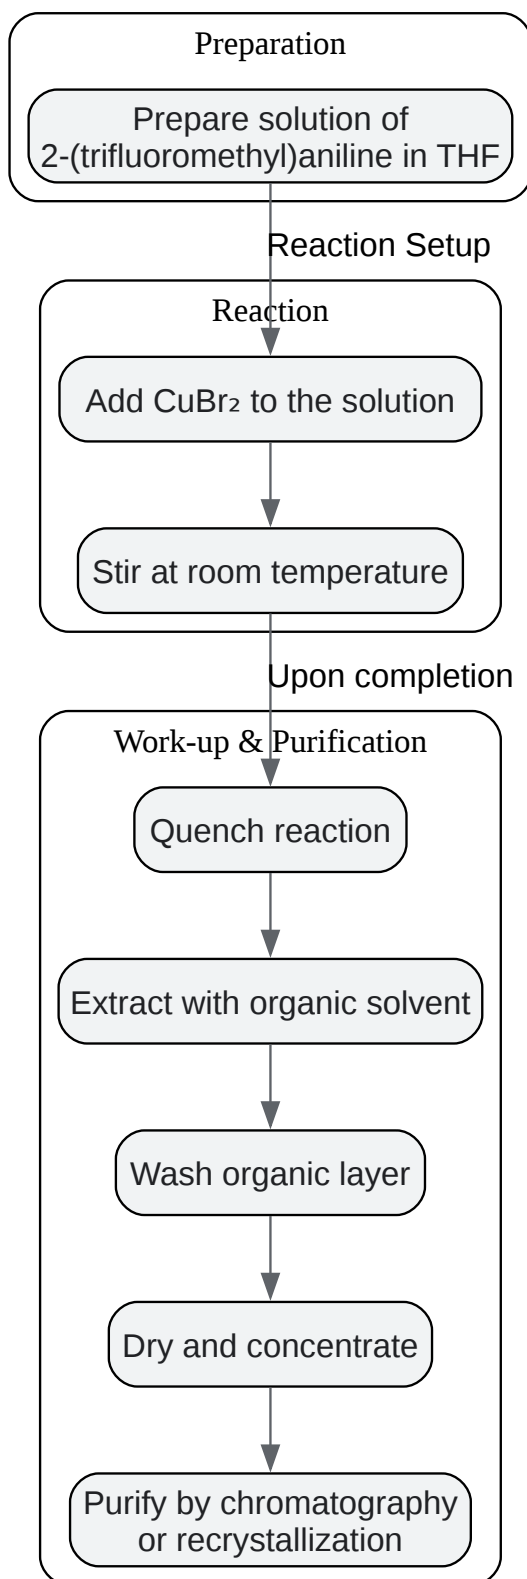 Preparation
Prepare solution of
2-(trifluoromethyl)aniline in THF
Reaction Setup
Reaction
Add CuBr₂ to the solution
Stir at room temperature
Upon completion
Work-up & Purification
Quench reaction
Extract with organic solvent
Wash organic layer
Dry and concentrate
Purify by chromatography
or recrystallization